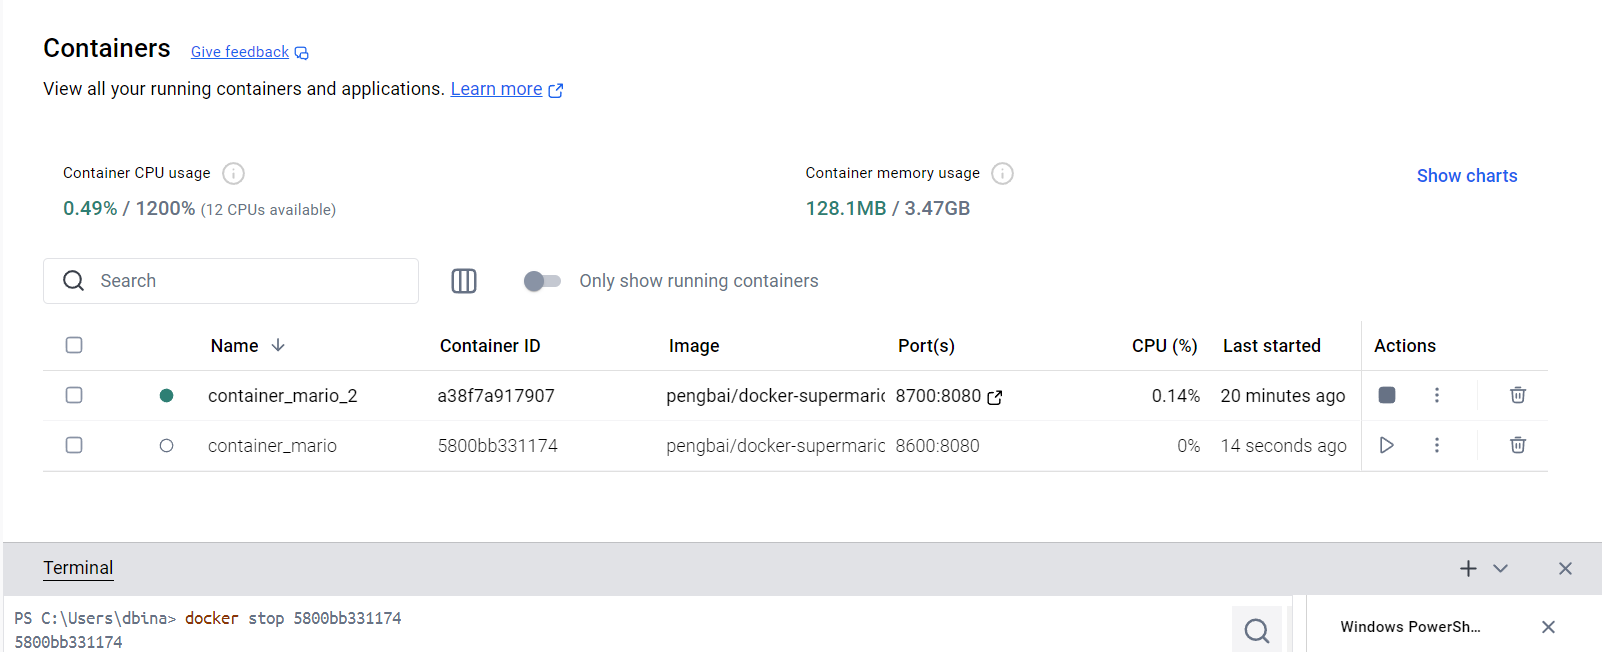 Containers Give feedback
View all your running containers and applications. Learn more
Container CPU usage Container memory usage
Show charts
0.49% / 1200% (12 CPUs available) 128.1MB / 3.47GB
Search Only show running containers
Name Container ID Image Port(s) CPU (%) Last started Actions
container_mario_2 a38f7a917907 pengbai/docker-supermario 8700:8080 0.14% 20 minutes ago
container_mario 5800bb331174 pengbai/docker-supermario 8600:8080 0% 14 seconds ago
Terminal
PS C:\Users\dbina> docker stop 5800bb331174
Windows PowerSh...
5800bb331174